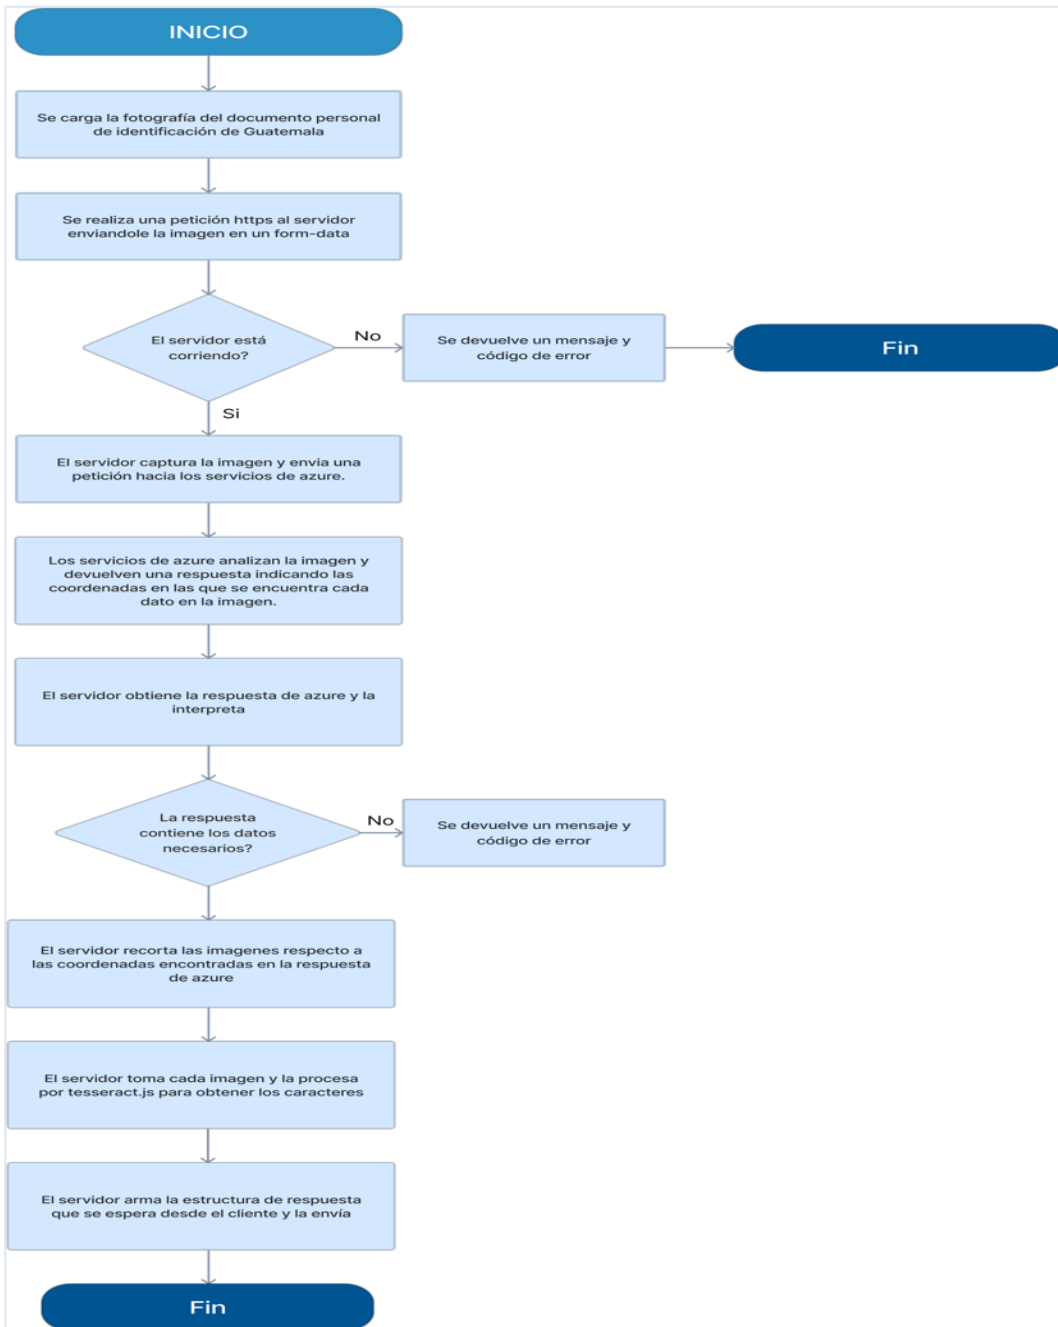 INICIO
Se carga la fotografía del documento personal
de identificación de Guatemala
Se realiza una petición https al servidor
enviandole la imagen en un form-data
El servidor está
corriendo?
No
Se devuelve un mensaje y
código de error
Fin
Si
El servidor captura la imagen y envia una
petición hacia los servicios de azure.
Los servicios de azure analizan la imagen y
devuelven una respuesta indicando las
coordenadas en las que se encuentra cada
dato en la imagen.
El servidor obtiene la respuesta de azure y la
interpreta
La respuesta
contiene los datos
necesarios?
No
Se devuelve un mensaje y
código de error
El servidor recorta las imagenes respecto a
las coordenadas encontradas en la respuesta
de azure
El servidor toma cada imagen y la procesa
por tesseract.js para obtener los caracteres
El servidor arma la estructura de respuesta
que se espera desde el cliente y la envía
Fin